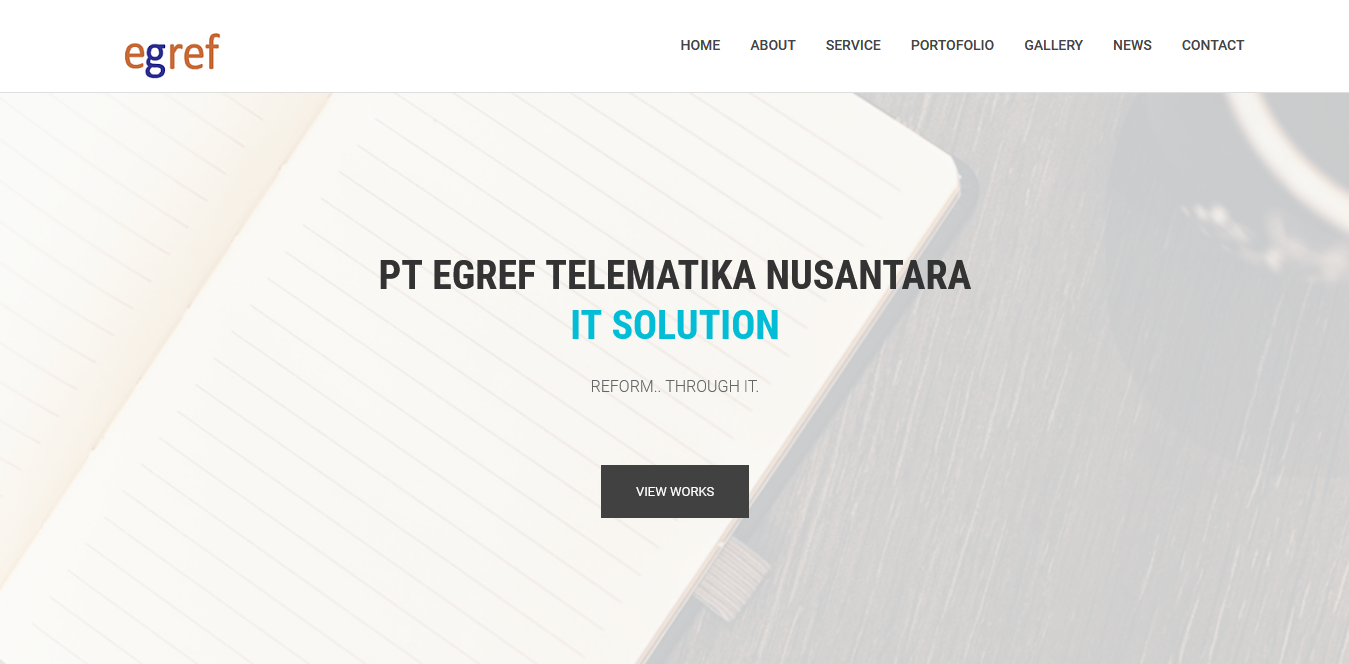 egref
HOME ABOUT SERVICE PORTOFOLIO GALLERY NEWS CONTACT
PT EGREF TELEMATIKA NUSANTARA
IT SOLUTION
REFORM.. THROUGH IT.
VIEW WORKS